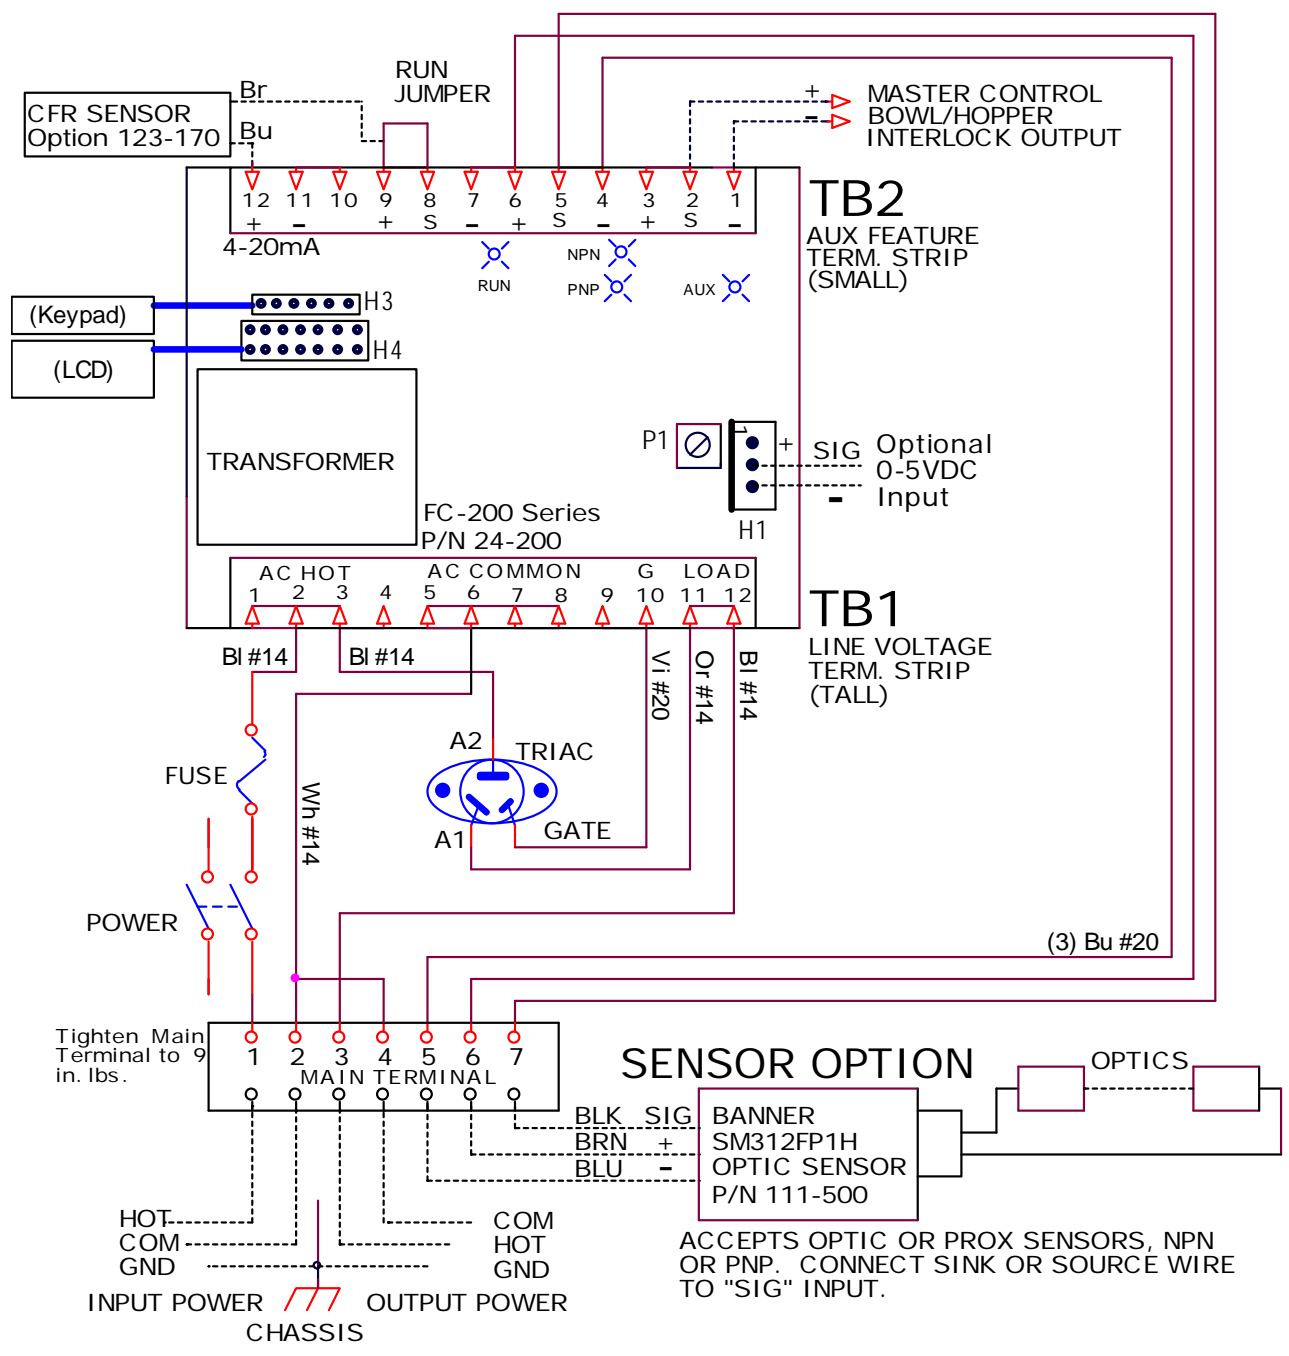 RUN
JUMPER
Br
CFR SENSOR
Option 123-170
Bu
+
-
MASTER CONTROL
BOWL/HOPPER
INTERLOCK OUTPUT
12 11 10 9 8 7 6 5 4 3 2 1
+ - + S - + S - + S -
4-20mA
TB2
AUX FEATURE
TERM. STRIP
(SMALL)
RUN
NPN
PNP
AUX
(Keypad)
H3
(LCD)
H4
TRANSFORMER
P1
1
+
SIG
-
Optional
0-5VDC
Input
H1
FC-200 Series
P/N 24-200
AC HOT
AC COMMON
G
LOAD
1 2 3 4 5 6 7 8 9 10 11 12
TB1
LINE VOLTAGE
TERM. STRIP
(TALL)
Bl #14
Bl #14
Vi #20
Or #14
Bl #14
A2
TRIAC
FUSE
Wh #14
A1
GATE
POWER
(3) Bu #20
Tighten Main
Terminal to 9
in. lbs.
1 2 3 4 5 6 7
MAIN TERMINAL
SENSOR OPTION
OPTICS
BLK SIG
BRN +
BLU -
BANNER
SM312FP1H
OPTIC SENSOR
P/N 111-500
HOT
COM
GND
COM
HOT
GND
INPUT POWER
OUTPUT POWER
CHASSIS
ACCEPTS OPTIC OR PROX SENSORS, NPN
OR PNP. CONNECT SINK OR SOURCE WIRE
TO "SIG" INPUT.